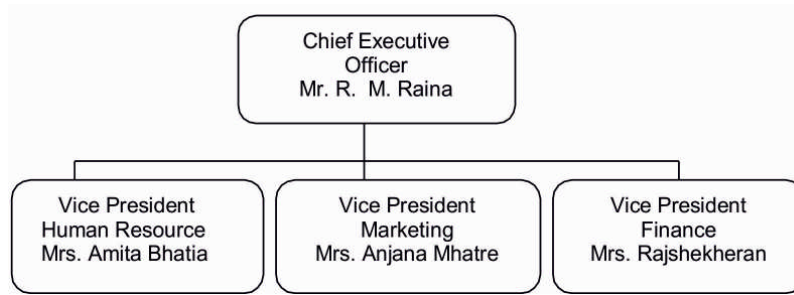 Chief Executive
Officer
Mr. R. M. Raina
Vice President
Human Resource
Mrs. Amita Bhatia
Vice President
Marketing
Mrs. Anjana Mhatre
Vice President
Finance
Mrs. Rajshekheran